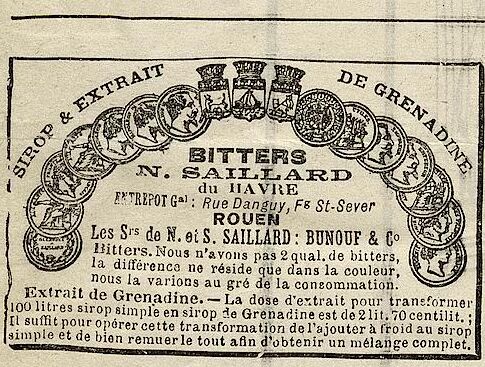 SIROP & EXTRAIT DE GRENADINE
BITTERS
N. SAILLARD
du HAVRE
ENTREPOT Gal : Rue Danguy, Fg St-Sever
ROUEN
Les Srs de N. et S. SAILLARD : BUNOUF & Co
Bitters. Nous n'avons pas 2 qual. de bitters,
la différence ne réside que dans la couleur,
nous la varions au gré de la consommation.
Extrait de Grenadine. — La dose d'extrait pour transformer
100 litres sirop simple en sirop de Grenadine est de 2 lit. 70 centilit. ;
Il suffit pour opérer cette transformation de l'ajouter à froid au sirop
simple et de bien remuer le tout afin d'obtenir un mélange complet.